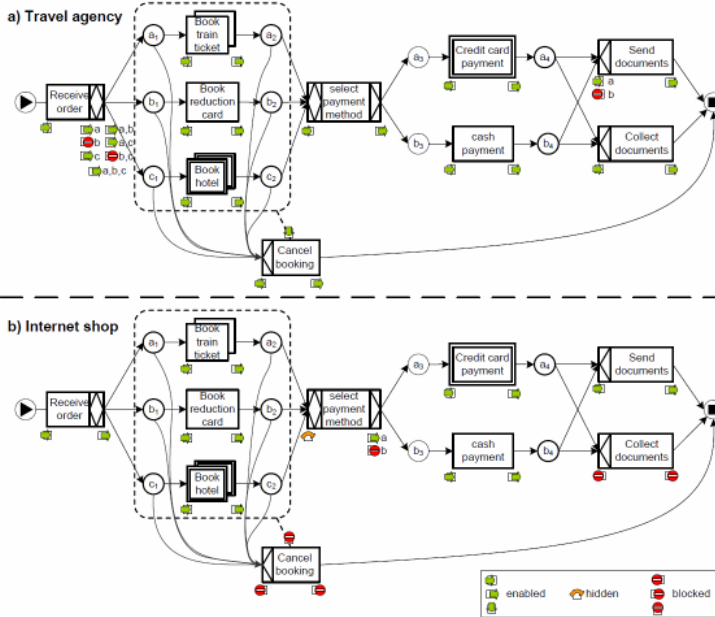 a) Travel agency
Book
train
ticket
a1
a2
a3
Credit card
payment
a4
Send
documents
a
b
Receive
order
b1
Book
reduction
card
b2
select
payment
method
a
a,b
b
a,c
c
b,c
a,b,c
b3
cash
payment
b4
Collect
documents
c1
Book
hotel
c2
Cancel
booking
b) Internet shop
Book
train
ticket
a1
a2
a3
Credit card
payment
a4
Send
documents
Receive
order
b1
Book
reduction
card
b2
select
payment
method
a
b
b3
cash
payment
b4
Collect
documents
c1
Book
hotel
c2
Cancel
booking
enabled
hidden
blocked